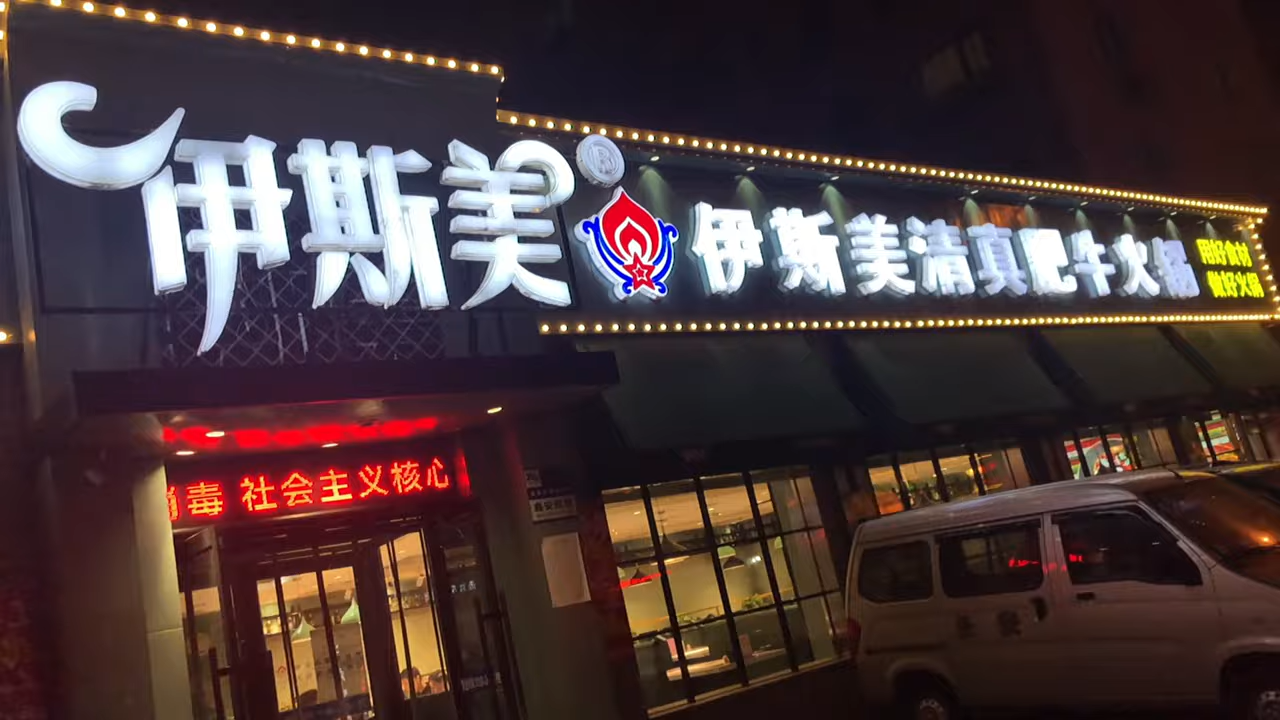 伊斯美®
伊斯美清真肥牛火锅
用好食材
做好火锅
消毒 社会主义核心